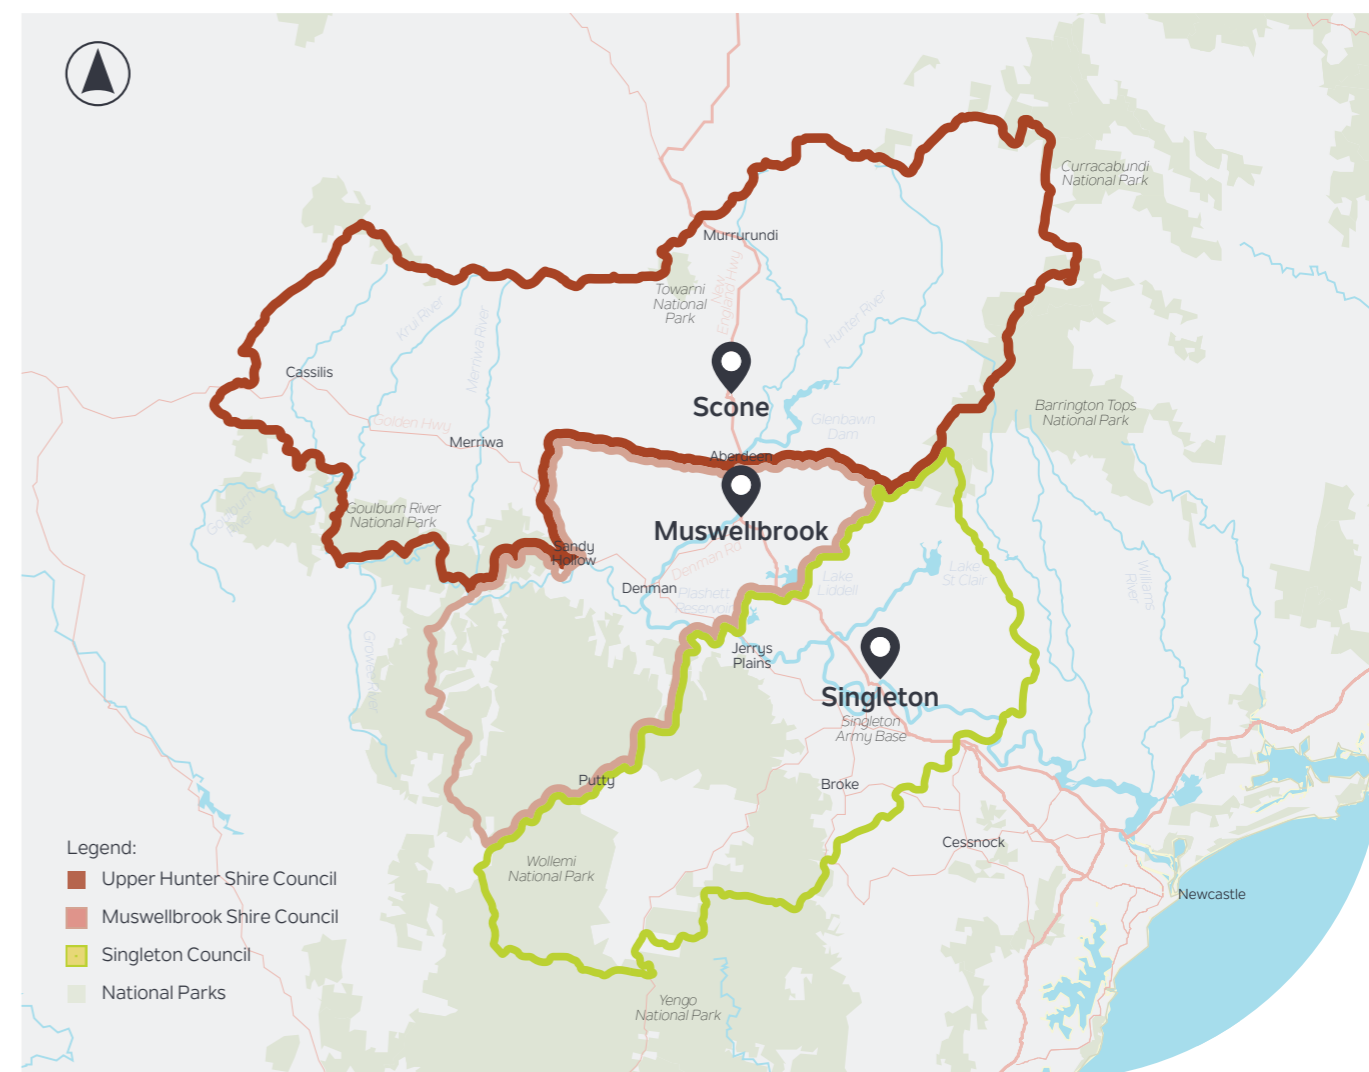 Curracabundi
National Park
Murrurundi
New
England Hwy
Towarri
National
Park
Krui River
Merriwa River
Hunter River
Cassilis
Scone
Golden Hwy
Merriwa
Glenbawn
Dam
Barrington Tops
National Park
Aberdeen
Goulburn
River
Goulburn River
National Park
Muswellbrook
Sandy
Hollow
Denman Rd
Denman
Plashett
Reservoir
Lake
Liddell
Lake
St Clair
Williams
River
Jerrys
Plains
Singleton
Singleton
Army Base
Putty
Broke
Cessnock
Newcastle
Wollemi
National Park
Yengo
National Park
Legend:
Upper Hunter Shire Council
Muswellbrook Shire Council
Singleton Council
National Parks